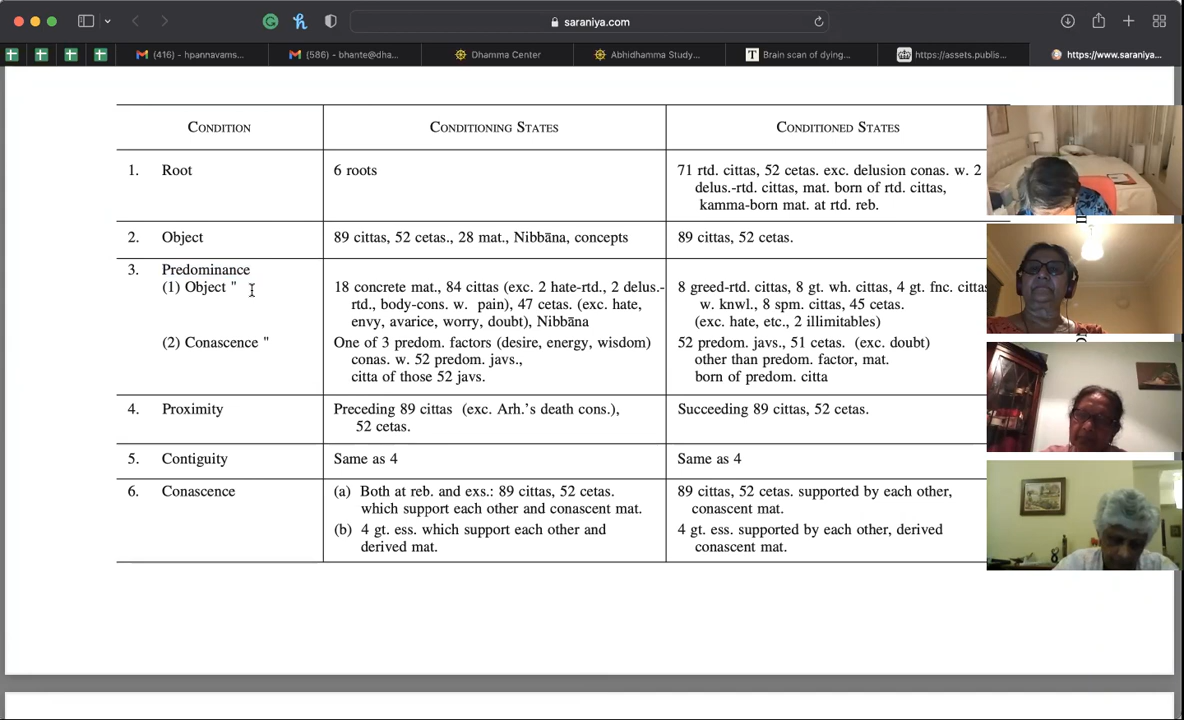 saraniya.com
(416) - hpannavams...
(586) - bhante@dha...
Dhamma Center
Abhidhamma Study...
Brain scan of dying...
https://assets.publis...
https://www.saraniya...
CONDITION
CONDITIONING STATES
CONDITIONED STATES
1. Root
6 roots
71 rtd. cittas, 52 cetas. exc. delusion conas. w. 2
delus.-rtd. cittas, mat. born of rtd. cittas,
kamma-born mat. at rtd. reb.
2. Object
89 cittas, 52 cetas., 28 mat., Nibbāna, concepts
89 cittas, 52 cetas.
3. Predominance
(1) Object "
18 concrete mat., 84 cittas (exc. 2 hate-rtd., 2 delus.-
rtd., body-cons. w. pain), 47 cetas. (exc. hate,
envy, avarice, worry, doubt), Nibbāna
8 greed-rtd. cittas, 8 gt. wh. cittas, 4 gt. fnc. cittas
w. knwl., 8 spm. cittas, 45 cetas.
(exc. hate, etc., 2 illimitables)
(2) Conascence "
One of 3 predom. factors (desire, energy, wisdom)
conas. w. 52 predom. javs.,
citta of those 52 javs.
52 predom. javs., 51 cetas. (exc. doubt)
other than predom. factor, mat.
born of predom. citta
4. Proximity
Preceding 89 cittas (exc. Arh.'s death cons.),
52 cetas.
Succeeding 89 cittas, 52 cetas.
5. Contiguity
Same as 4
Same as 4
6. Conascence
(a) Both at reb. and exs.: 89 cittas, 52 cetas.
which support each other and conascent mat.
89 cittas, 52 cetas. supported by each other,
conascent mat.
(b) 4 gt. ess. which support each other and
derived mat.
4 gt. ess. supported by each other, derived
conascent mat.